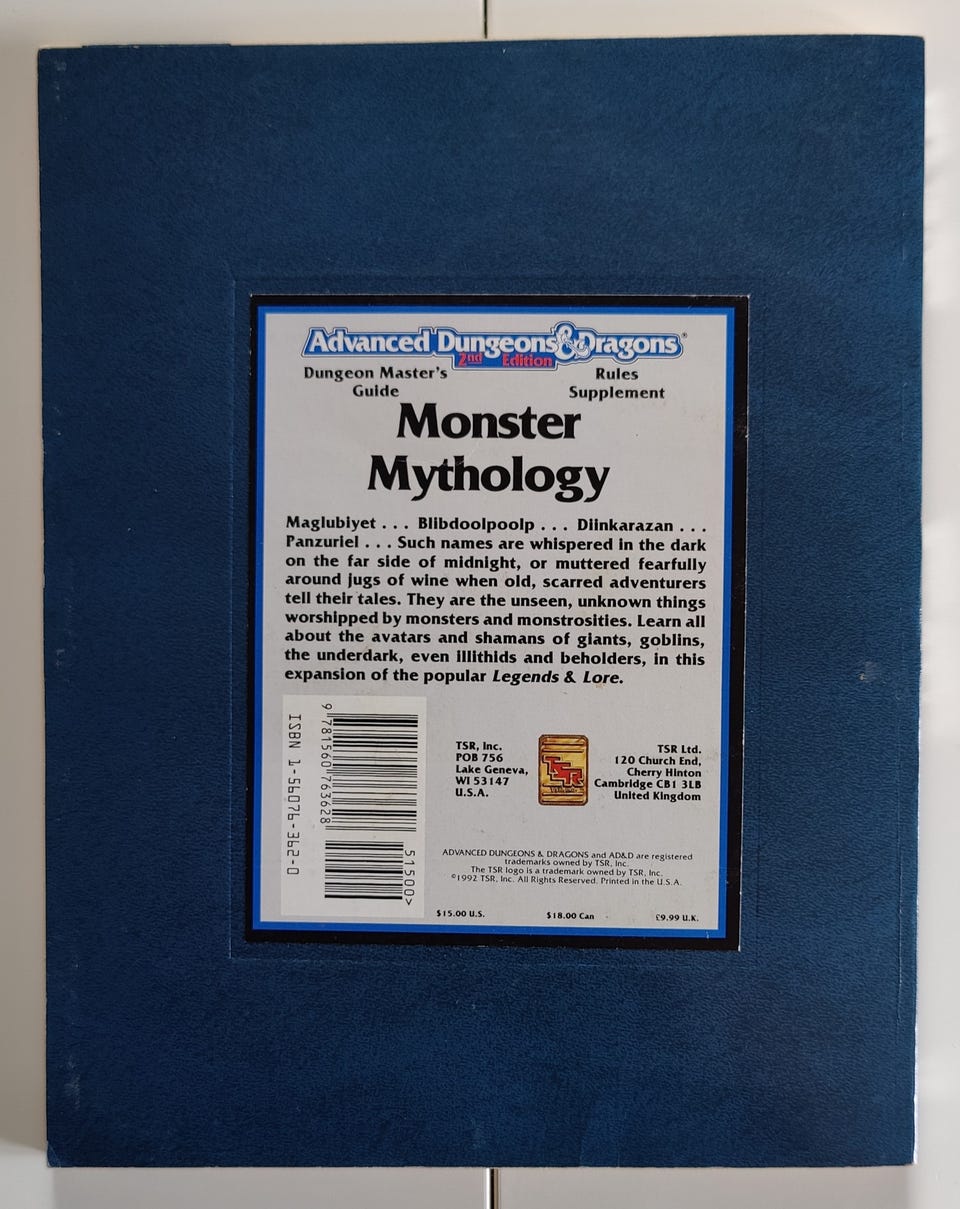 Advanced Dungeons & Dragons®
2nd Edition
Dungeon Master's
Guide
Rules
Supplement
Monster
Mythology
Maglubiyet . . . Blibdoolpoolp . . . Diinkarazan . . .
Panzuriel . . . Such names are whispered in the dark
on the far side of midnight, or muttered fearfully
around jugs of wine when old, scarred adventurers
tell their tales. They are the unseen, unknown things
worshipped by monsters and monstrosities. Learn all
about the avatars and shamans of giants, goblins,
the underdark, even illithids and beholders, in this
expansion of the popular Legends & Lore.
ISBN 1-56076-362-0
9 781560 763628
51500>
TSR, Inc.
POB 756
Lake Geneva,
WI 53147
U.S.A.
TSR
TSR Ltd.
120 Church End,
Cherry Hinton
Cambridge CB1 3LB
United Kingdom
ADVANCED DUNGEONS & DRAGONS and AD&D are registered
trademarks owned by TSR, Inc.
The TSR logo is a trademark owned by TSR, Inc.
©1992 TSR, Inc. All Rights Reserved. Printed in the U.S.A.
$15.00 U.S.
$18.00 Can
£9.99 U.K.